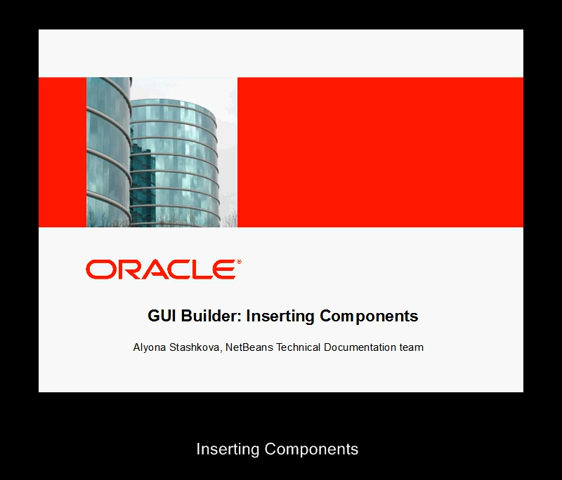 ORACLE®
GUI Builder: Inserting Components
Alyona Stashkova, NetBeans Technical Documentation team
Inserting Components